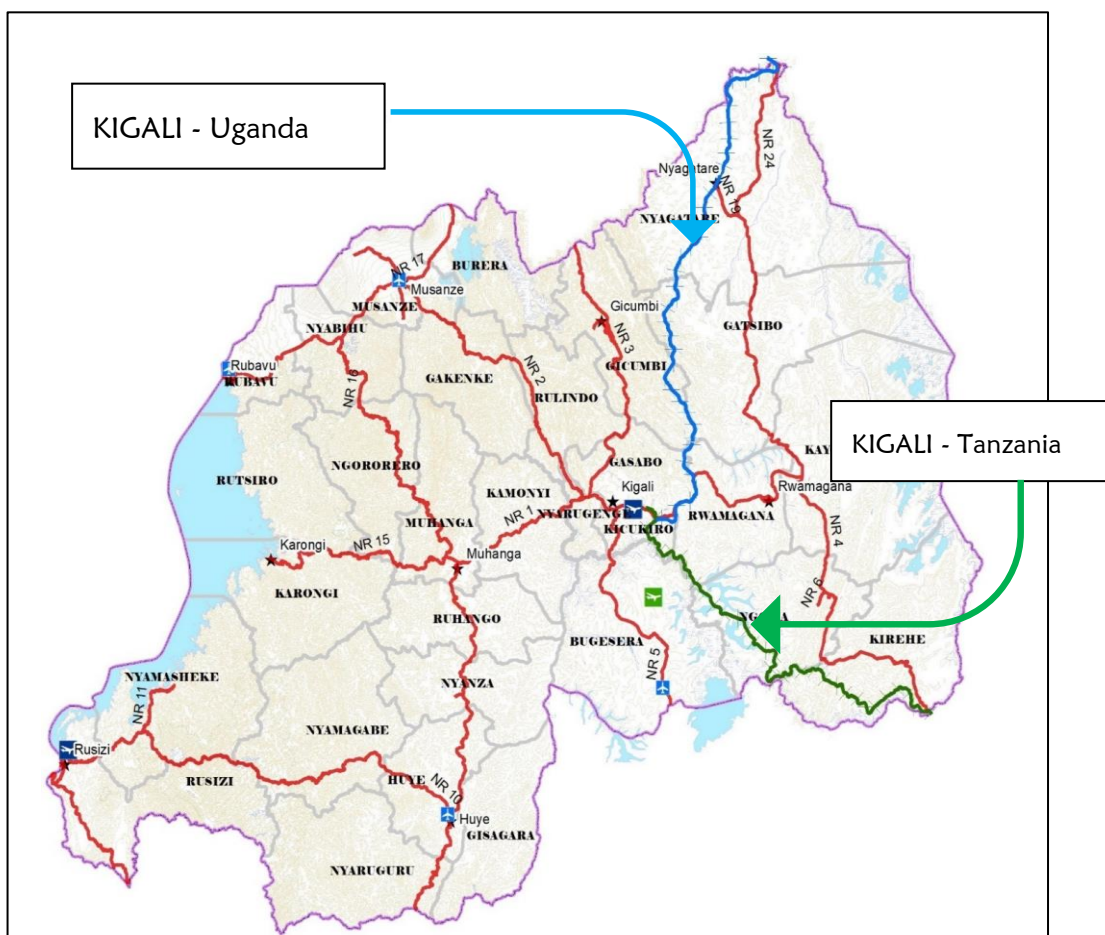 KIGALI - Uganda
NR 24
Nyagatare
NR 19
NYAGATARE
NR 17
BURERA
Musanze
MUSANZE
Gicumbi
NYABIHU
NR 3
GATSIBO
GICUMBI
Rubavu
RUBAVU
NR 16
GAKENKE
NR 2
RULINDO
KIGALI - Tanzania
KAY
NGORORERO
GASABO
RUTSIRO
KAMONYI
Kigali
Rwamagana
MUHANGA
NR 1
NYARUGENGE
RWAMAGANA
KICUKIRO
NR 4
Karongi
NR 15
Muhanga
KARONGI
NR 6
RUHANGO
BUGESERA
KIREHE
NR 5
NYAMASHEKE
NYANZA
NR 11
NYAMAGABE
Rusizi
RUSIZI
HUYE
NR 10
Huye
GISAGARA
NYARUGURU